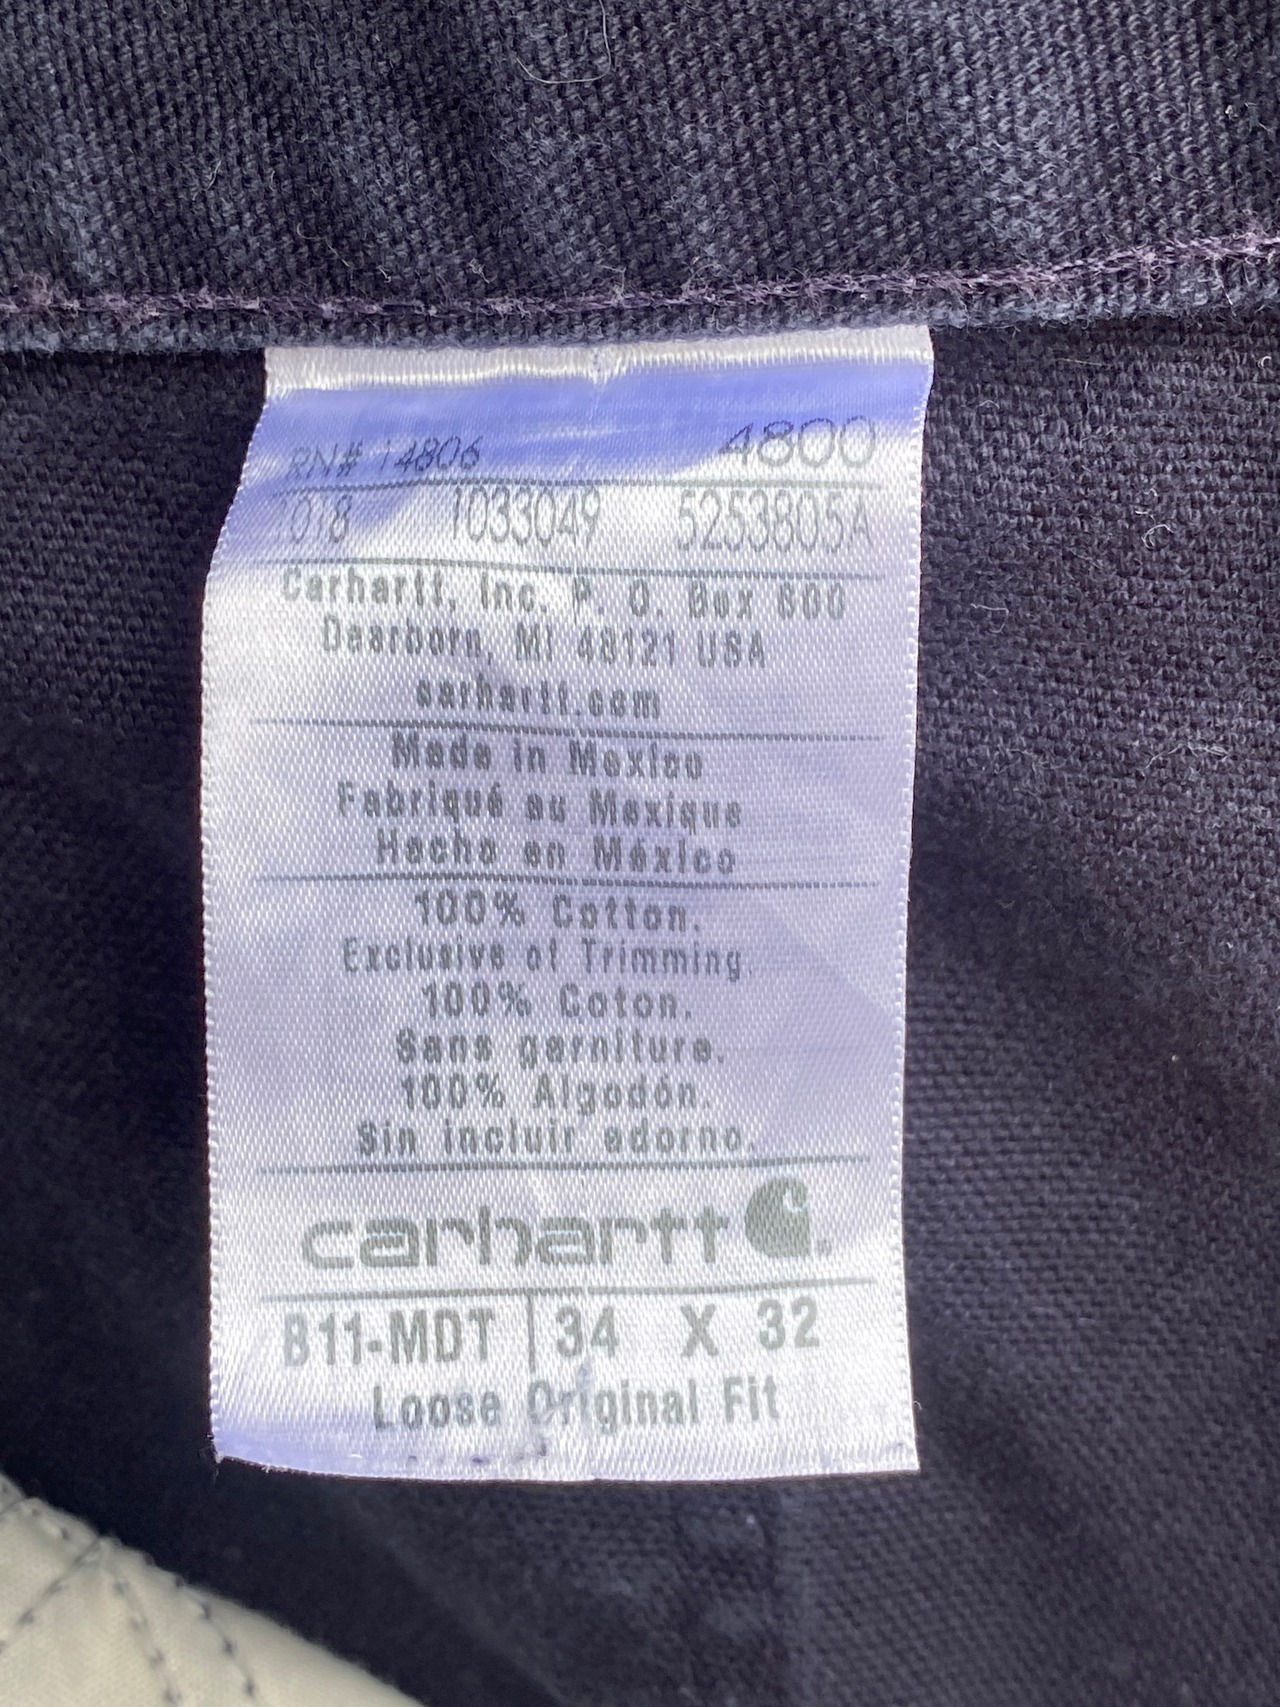 RN# 14806 4800
018 1033049 5253805A
Carhartt, Inc. P. O. Box 600
Dearborn, MI 48121 USA
carhartt.com
Made in Mexico
Fabriqué au Mexique
Hecho en México
100% Cotton.
Exclusive of Trimming.
100% Coton.
Sans garniture.
100% Algodón.
Sin incluir adorno.
carhartt
B11-MDT 34 X 32
Loose Original Fit